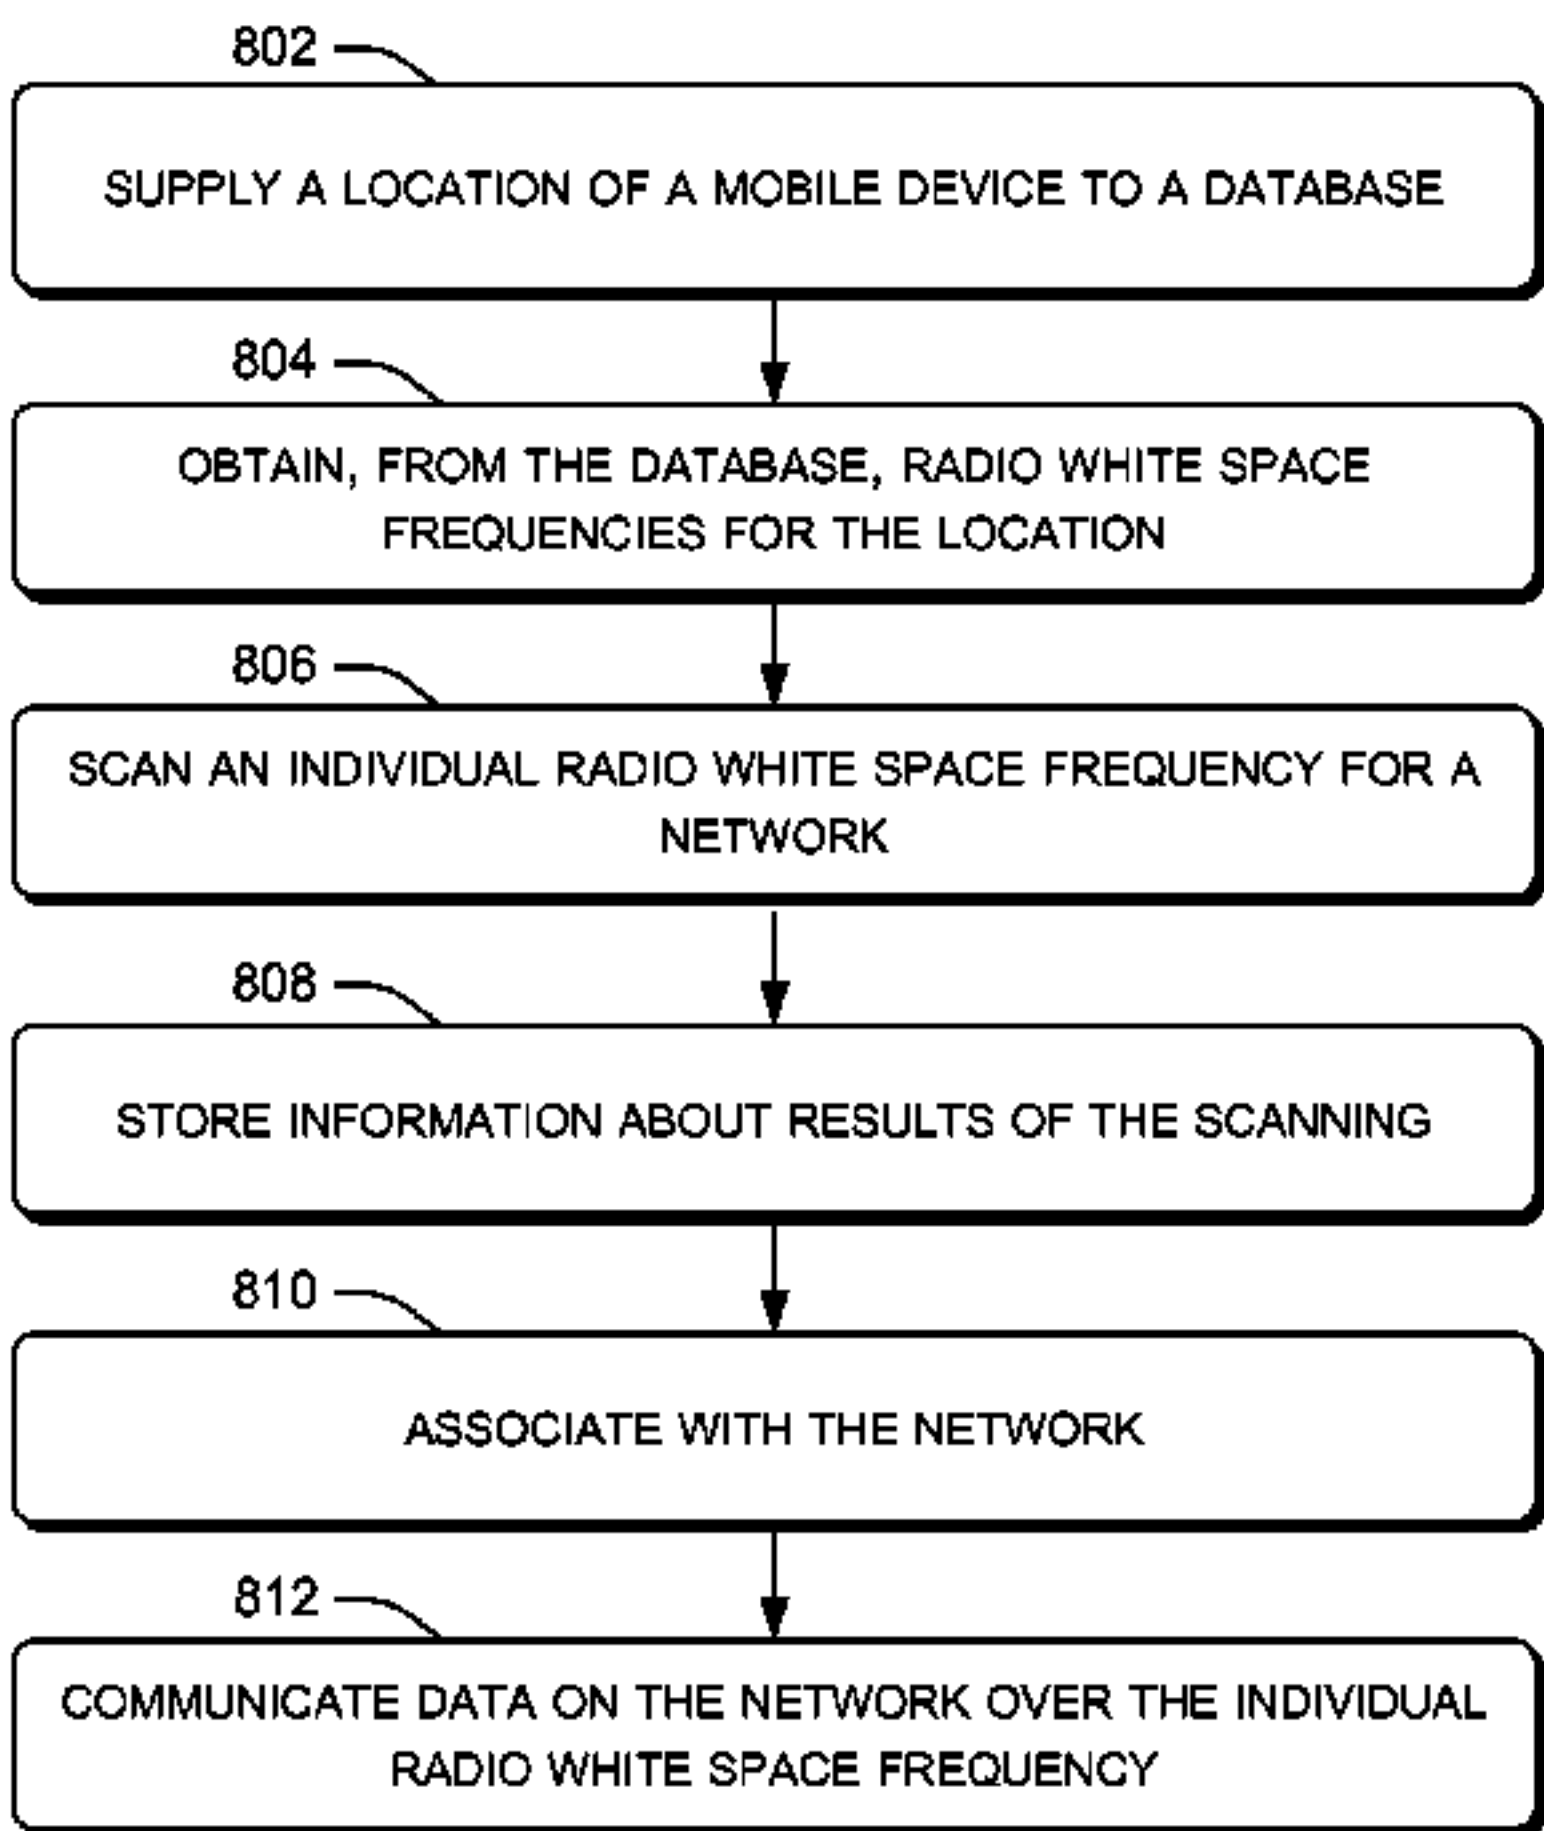 802
SUPPLY A LOCATION OF A MOBILE DEVICE TO A DATABASE
804
OBTAIN, FROM THE DATABASE, RADIO WHITE SPACE
FREQUENCIES FOR THE LOCATION
806
SCAN AN INDIVIDUAL RADIO WHITE SPACE FREQUENCY FOR A
NETWORK
808
STORE INFORMATION ABOUT RESULTS OF THE SCANNING
810
ASSOCIATE WITH THE NETWORK
812
COMMUNICATE DATA ON THE NETWORK OVER THE INDIVIDUAL
RADIO WHITE SPACE FREQUENCY